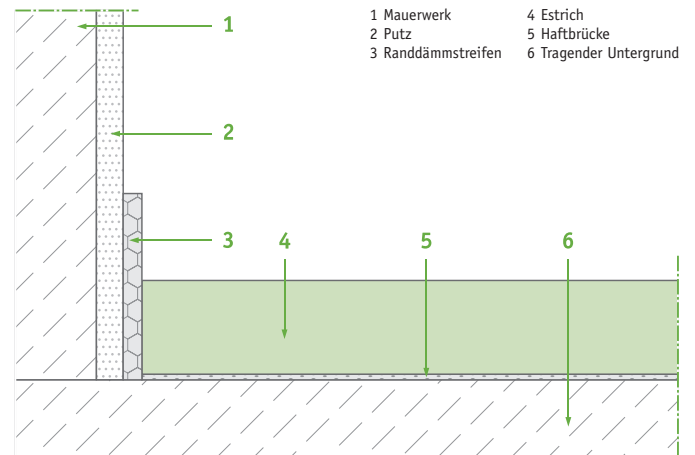 1 Mauerwerk
2 Putz
3 Randdämmstreifen
4 Estrich
5 Haftbrücke
6 Tragender Untergrund
1
2
3
4
5
6